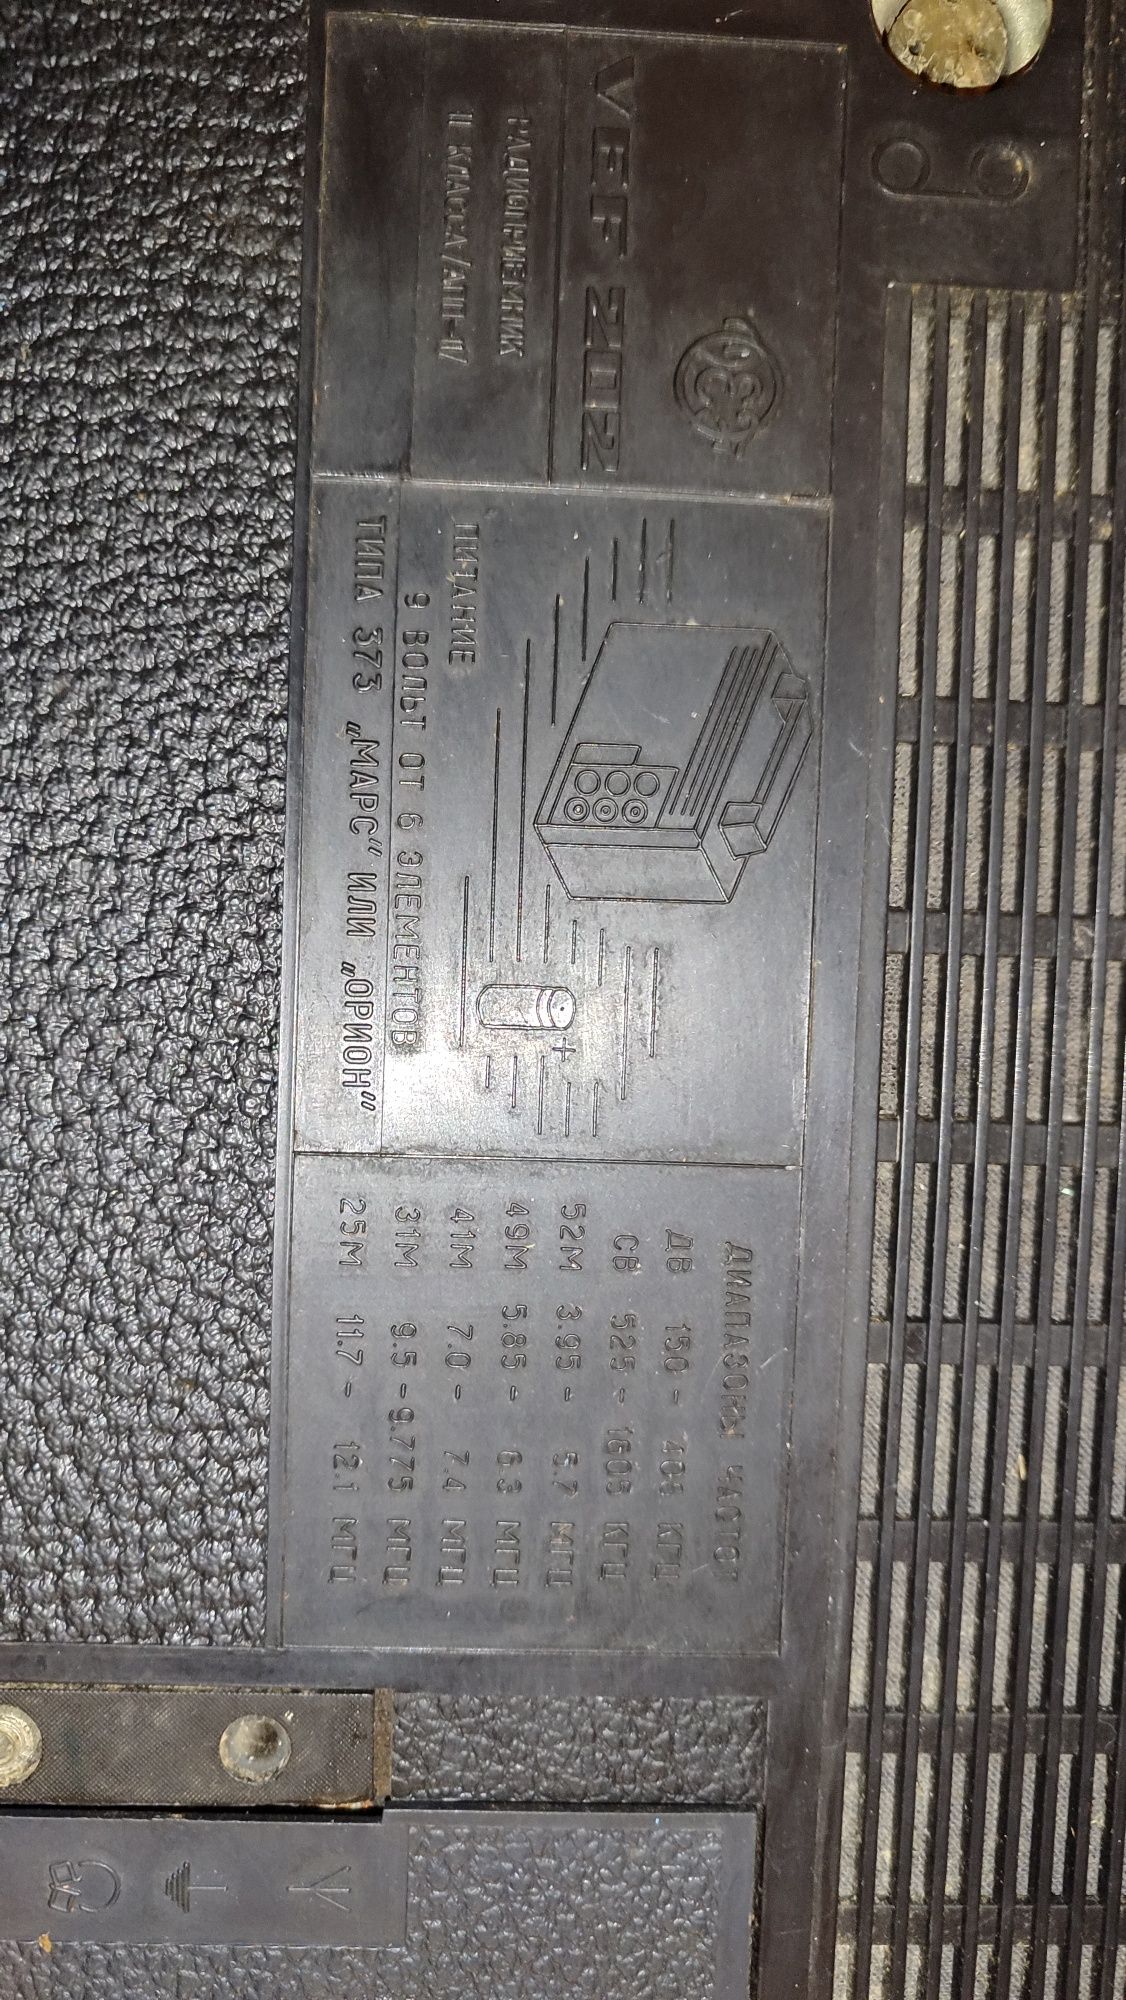 VEF 202
РАДИОПРИЕМНИК
II КЛАССА /АПП-II/
ПИТАНИЕ
9 ВОЛЬТ ОТ 6 ЭЛЕМЕНТОВ
ТИПА 373 „МАРС“ ИЛИ „ОРИОН“
+
ДИАПАЗОНЫ ЧАСТОТ
ДВ 150 - 405 КГЦ
СВ 525 - 1605 КГЦ
52М 3.95 - 5.7 МГЦ
49М 5.85 - 6.3 МГЦ
41М 7.0 - 7.4 МГЦ
31М 9.5 - 9.775 МГЦ
25М 11.7 - 12.1 МГЦ